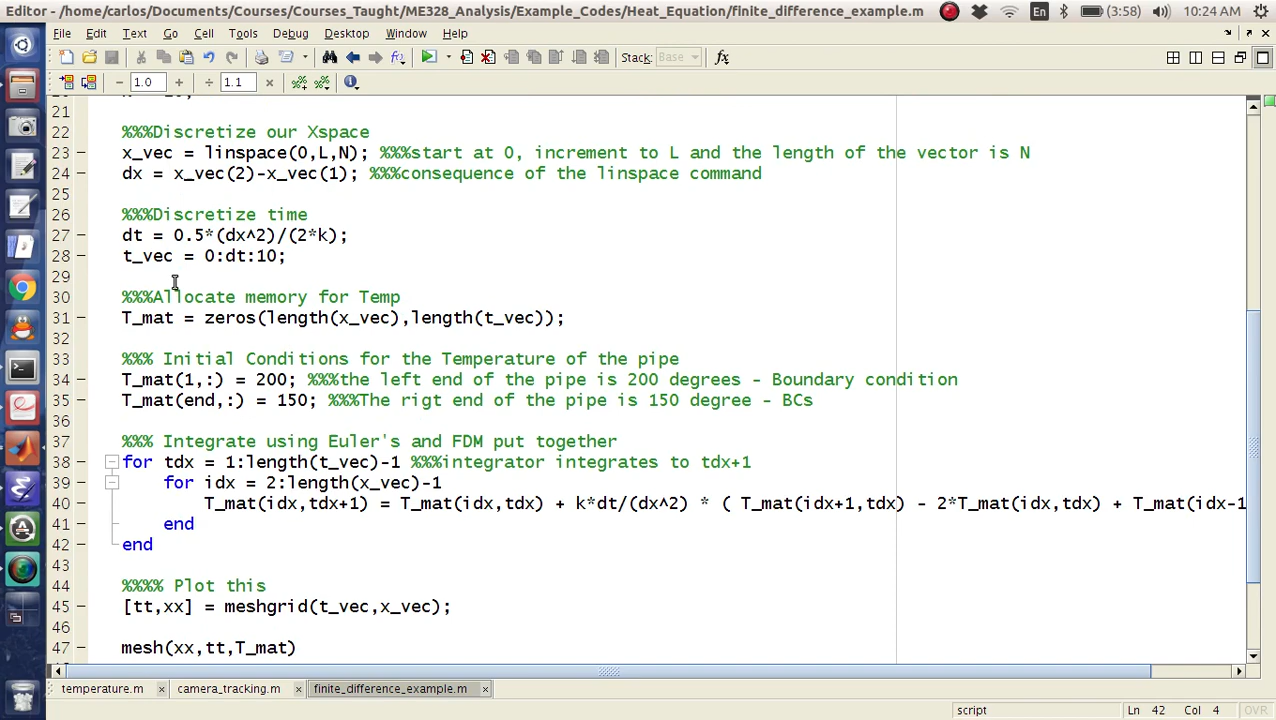 Editor - /home/carlos/Documents/Courses/Courses_Taught/ME328_Analysis/Example_Codes/Heat_Equation/finite_difference_example.m En (3:58) 10:24 AM
File Edit Text Go Cell Tools Debug Desktop Window Help
Stack: Base fx
− 1.0 + ÷ 1.1 ×
21
22 %%%Discretize our Xspace
23 − x_vec = linspace(0,L,N); %%%start at 0, increment to L and the length of the vector is N
24 − dx = x_vec(2)-x_vec(1); %%%consequence of the linspace command
25
26 %%%Discretize time
27 − dt = 0.5*(dx^2)/(2*k);
28 − t_vec = 0:dt:10;
29
30 %%%Allocate memory for Temp
31 − T_mat = zeros(length(x_vec),length(t_vec));
32
33 %%% Initial Conditions for the Temperature of the pipe
34 − T_mat(1,:) = 200; %%%the left end of the pipe is 200 degrees - Boundary condition
35 − T_mat(end,:) = 150; %%%The rigt end of the pipe is 150 degree - BCs
36
37 %%% Integrate using Euler's and FDM put together
38 − for tdx = 1:length(t_vec)-1 %%%integrator integrates to tdx+1
39 − for idx = 2:length(x_vec)-1
40 − T_mat(idx,tdx+1) = T_mat(idx,tdx) + k*dt/(dx^2) * ( T_mat(idx+1,tdx) - 2*T_mat(idx,tdx) + T_mat(idx-1
41 − end
42 − end
43
44 %%%% Plot this
45 − [tt,xx] = meshgrid(t_vec,x_vec);
46
47 − mesh(xx,tt,T_mat)
temperature.m × camera_tracking.m × finite_difference_example.m ×
script Ln 42 Col 4 OVR